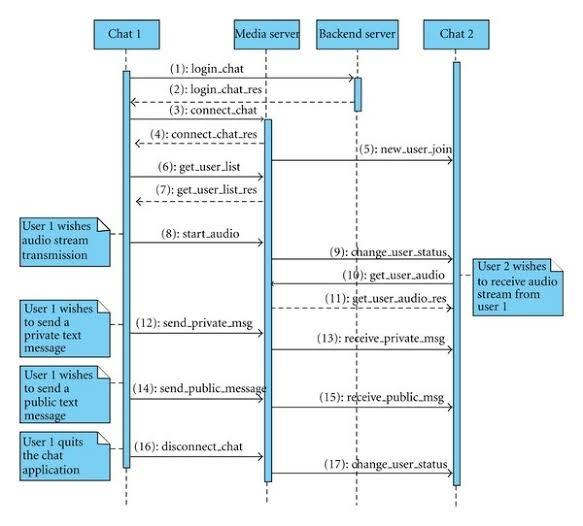 Chat 1
Media server
Backend server
Chat 2
(1): login_chat
(2): login_chat_res
(3): connect_chat
(4): connect_chat_res
(5): new_user_join
(6): get_user_list
(7): get_user_list_res
User 1 wishes
audio stream
transmission
(8): start_audio
(9): change_user_status
(10): get_user_audio
User 2 wishes
to receive audio
stream from
user 1
(11): get_user_audio_res
User 1 wishes
to send a
private text
message
(12): send_private_msg
(13): receive_private_msg
User 1 wishes
to send a
public text
message
(14): send_public_message
(15): receive_public_msg
User 1 quits
the chat
application
(16): disconnect_chat
(17): change_user_status